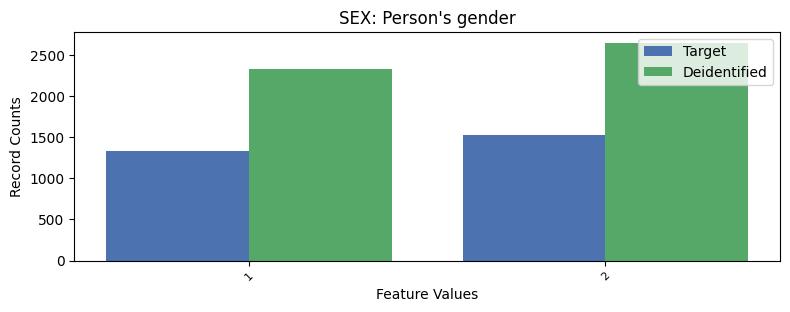 SEX: Person's gender
Target
Deidentified
Record Counts
2500
2000
1500
1000
500
0
1
2
Feature Values